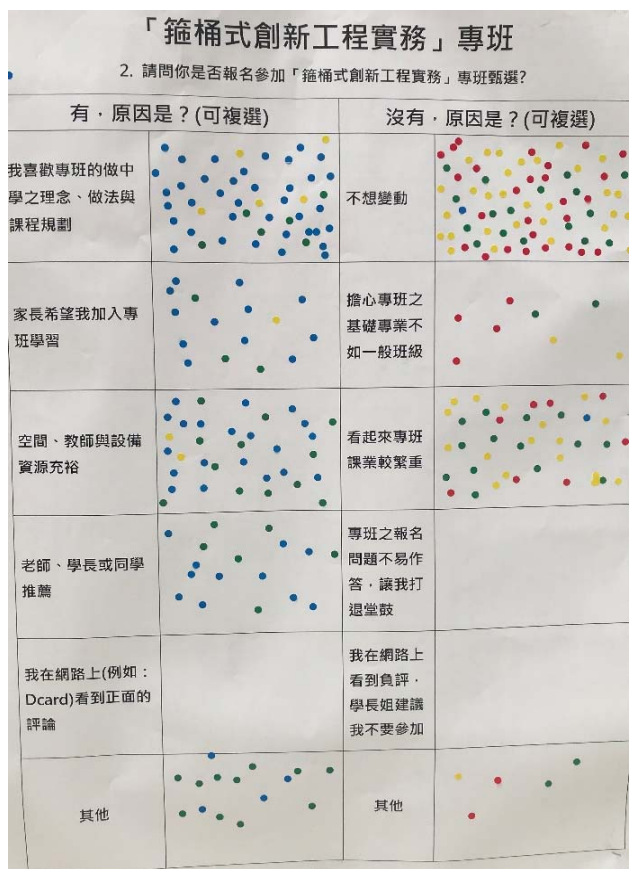 「箍桶式創新工程實務」專班
2. 請問你是否報名參加「箍桶式創新工程實務」專班甄選?
有，原因是？(可複選)
沒有，原因是？(可複選)
我喜歡專班的做中
學之理念、做法與
課程規劃
不想變動
家長希望我加入專
班學習
擔心專班之
基礎專業不
如一般班級
空間、教師與設備
資源充裕
看起來專班
課業較繁重
老師、學長或同學
推薦
專班之報名
問題不易作
答，讓我打
退堂鼓
我在網路上(例如：
Dcard)看到正面的
評論
我在網路上
看到負評，
學長姐建議
我不要參加
其他
其他